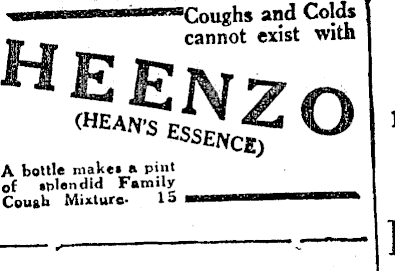 Coughs and Colds
cannot exist with
HEENZO
(HEAN'S ESSENCE)
A bottle makes a pint
of splendid Family
Cough Mixture. 15